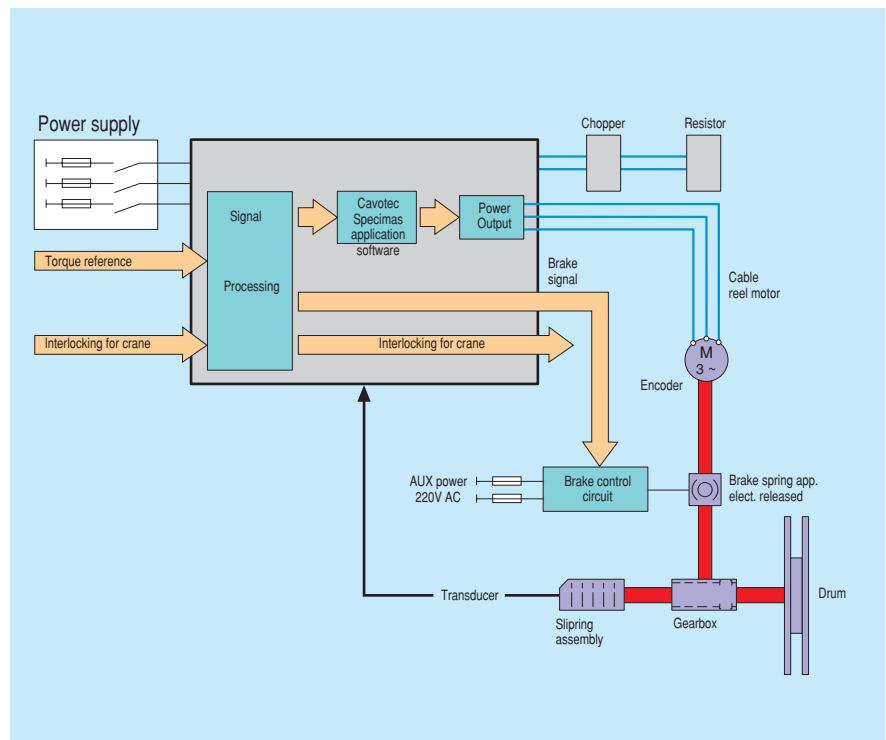 Power supply
Chopper
Resistor
Signal
Processing
Cavotec
Specimas
application
software
Power
Output
Torque reference
Brake
signal
Cable
reel motor
Interlocking for crane
Interlocking for crane
M
3 ~
Encoder
AUX power
220V AC
Brake control
circuit
Brake spring app.
elect. released
Transducer
Slipring
assembly
Gearbox
Drum